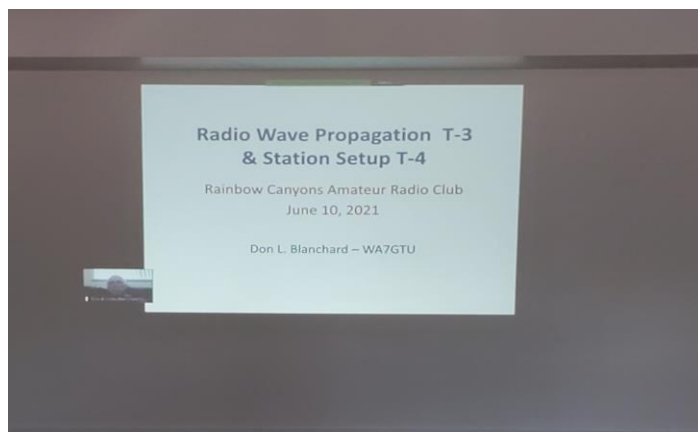 Radio Wave Propagation T-3
& Station Setup T-4
Rainbow Canyons Amateur Radio Club
June 10, 2021
Don L. Blanchard – WA7GTU